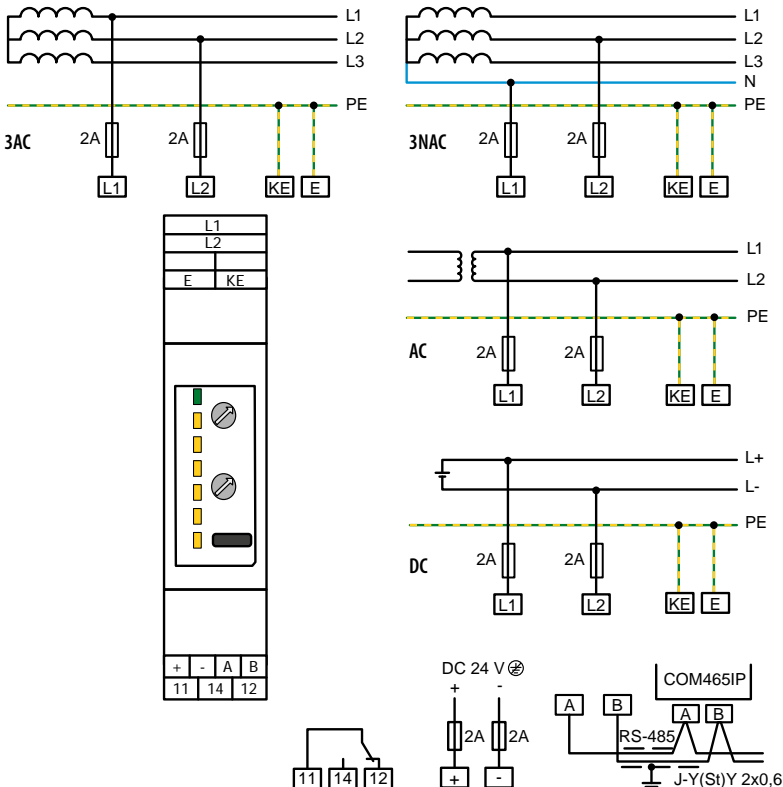 L1
L2
L3
PE
3AC
2A
2A
L1
L2
KE
E
L1
L2
L3
N
PE
3NAC
2A
2A
L1
L2
KE
E
L1
L2
E KE
+ - A B
11 14 12
L1
L2
PE
AC
2A
2A
L1
L2
KE
E
L+
L-
PE
DC
2A
2A
L1
L2
KE
E
11 14 12
DC 24 V
+ -
2A 2A
+ -
COM465IP
A B
A B
RS-485
J-Y(St)Y 2x0,6